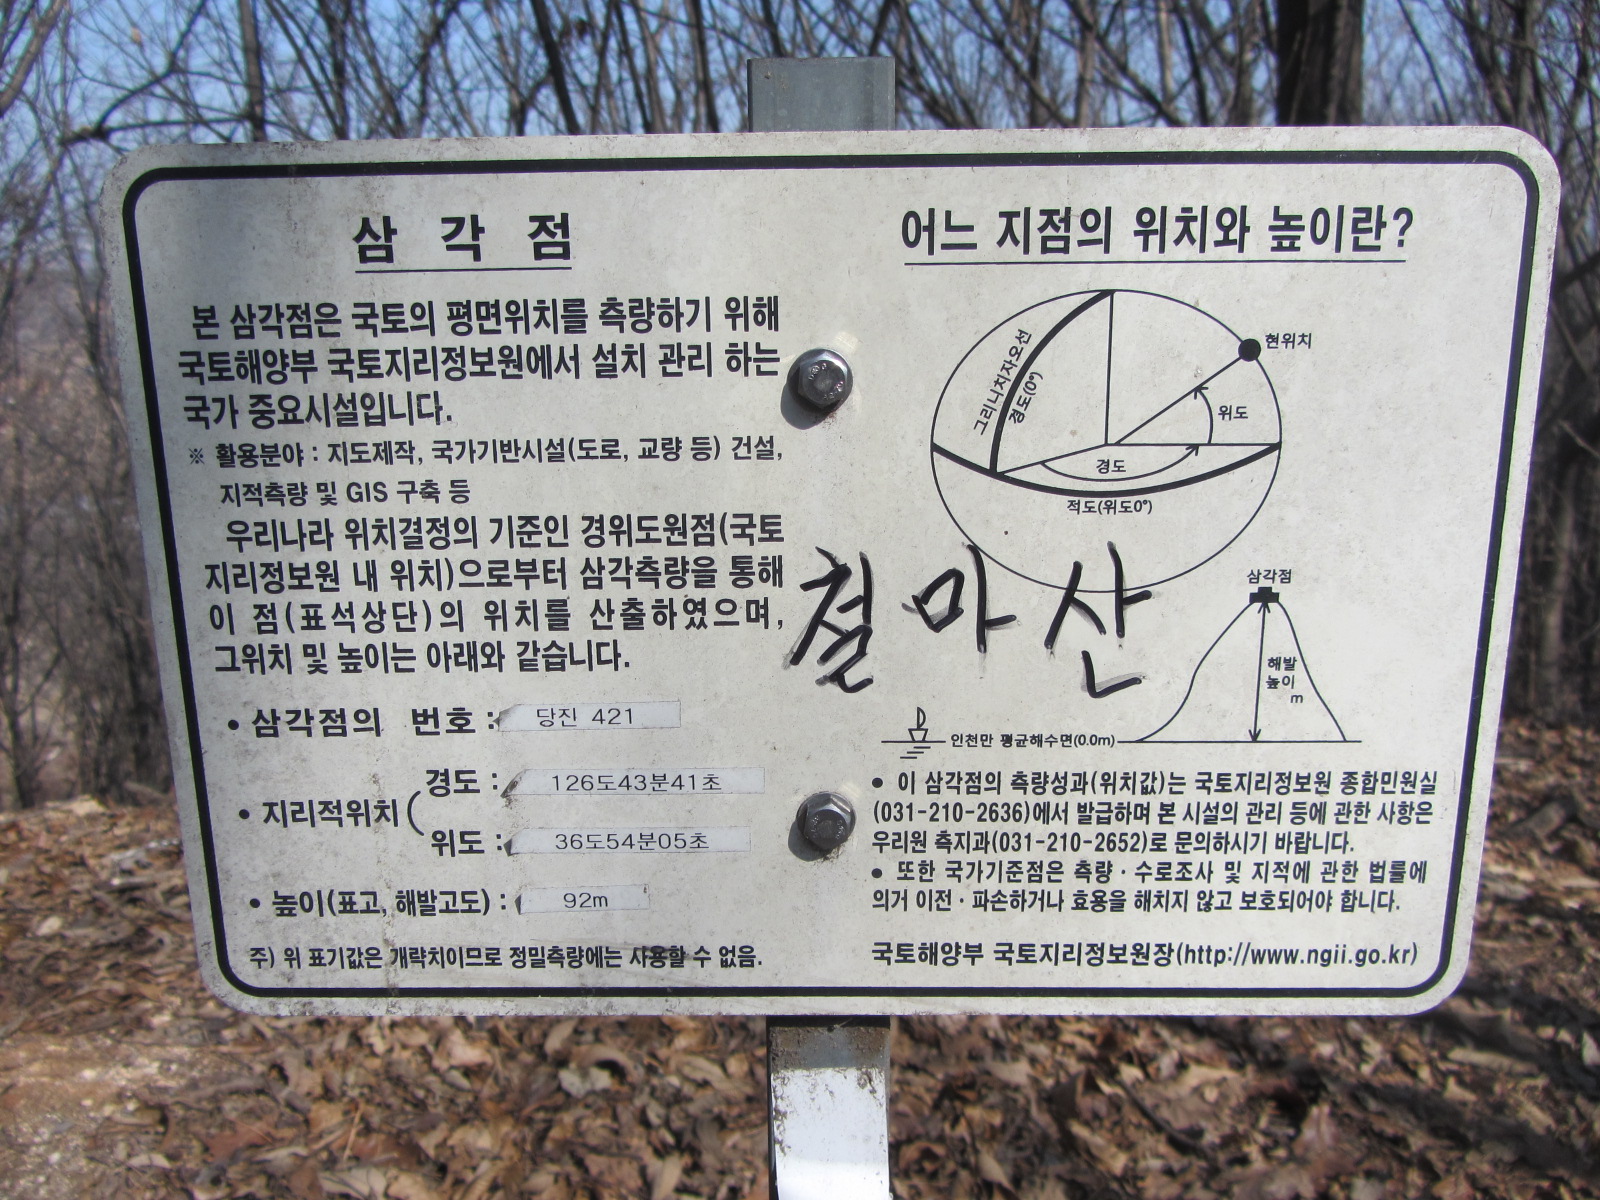 삼 각 점
본 삼각점은 국토의 평면위치를 측량하기 위해
국토해양부 국토지리정보원에서 설치 관리 하는
국가 중요시설입니다.
※ 활용분야 : 지도제작, 국가기반시설(도로, 교량 등) 건설,
지적측량 및 GIS 구축 등
우리나라 위치결정의 기준인 경위도원점(국토
지리정보원 내 위치)으로부터 삼각측량을 통해
이 점(표석상단)의 위치를 산출하였으며,
그위치 및 높이는 아래와 같습니다.
• 삼각점의 번호 : 당진 421
• 지리적위치
경도 : 126도43분41초
위도 : 36도54분05초
• 높이(표고, 해발고도) : 92m
주) 위 표기값은 개략치이므로 정밀측량에는 사용할 수 없음.
어느 지점의 위치와 높이란?
현위치
그리니치자오선
경도(0°)
위도
경도
적도(위도0°)
철마산
삼각점
해발
높이
m
인천만 평균해수면(0.0m)
• 이 삼각점의 측량성과(위치값)는 국토지리정보원 종합민원실
(031-210-2636)에서 발급하며 본 시설의 관리 등에 관한 사항은
우리원 측지과(031-210-2652)로 문의하시기 바랍니다.
• 또한 국가기준점은 측량·수로조사 및 지적에 관한 법률에
의거 이전·파손하거나 효용을 해치지 않고 보호되어야 합니다.
국토해양부 국토지리정보원장(http://www.ngii.go.kr)